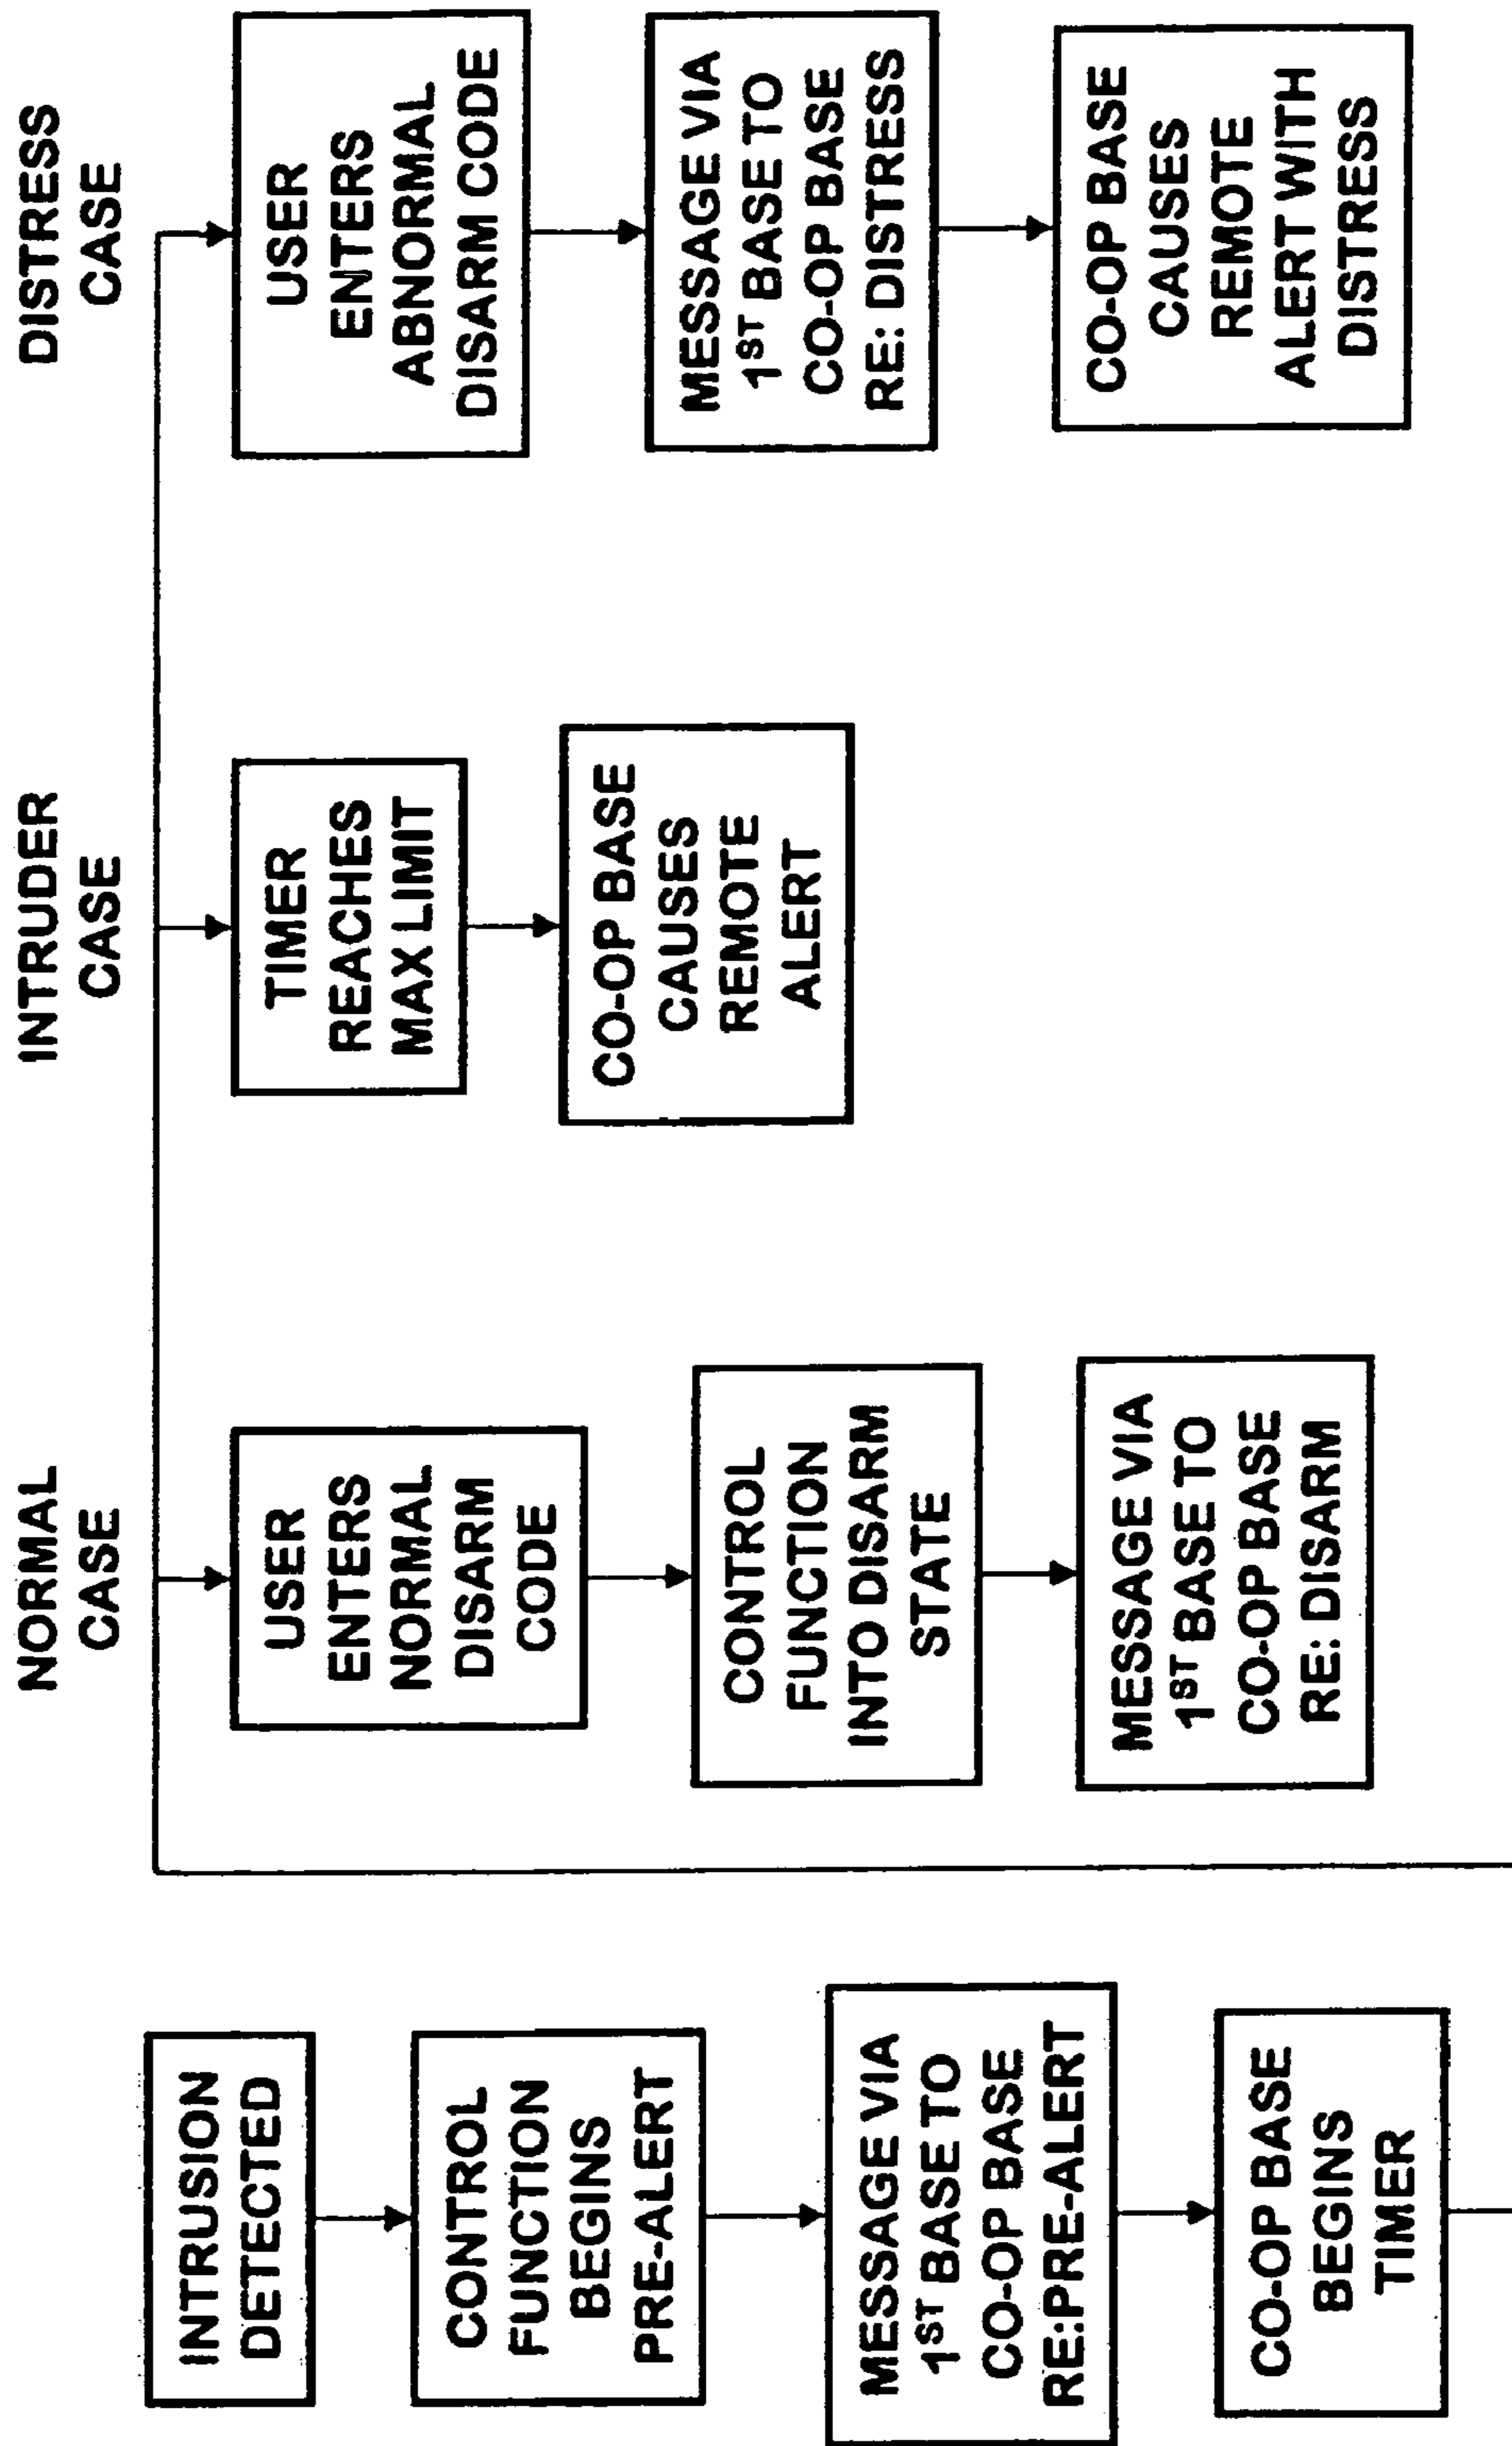 INTRUSION
DETECTED
CONTROL
FUNCTION
BEGINS
PRE-ALERT
MESSAGE VIA
1ST BASE TO
CO-OP BASE
RE:PRE-ALERT
CO-OP BASE
BEGINS
TIMER
NORMAL
CASE
USER
ENTERS
NORMAL
DISARM
CODE
CONTROL
FUNCTION
INTO DISARM
STATE
MESSAGE VIA
1ST BASE TO
CO-OP BASE
RE: DISARM
INTRUDER
CASE
TIMER
REACHES
MAX LIMIT
CO-OP BASE
CAUSES
REMOTE
ALERT
DISTRESS
CASE
USER
ENTERS
ABNORMAL
DISARM CODE
MESSAGE VIA
1ST BASE TO
CO-OP BASE
RE: DISTRESS
CO-OP BASE
CAUSES
REMOTE
ALERT WITH
DISTRESS